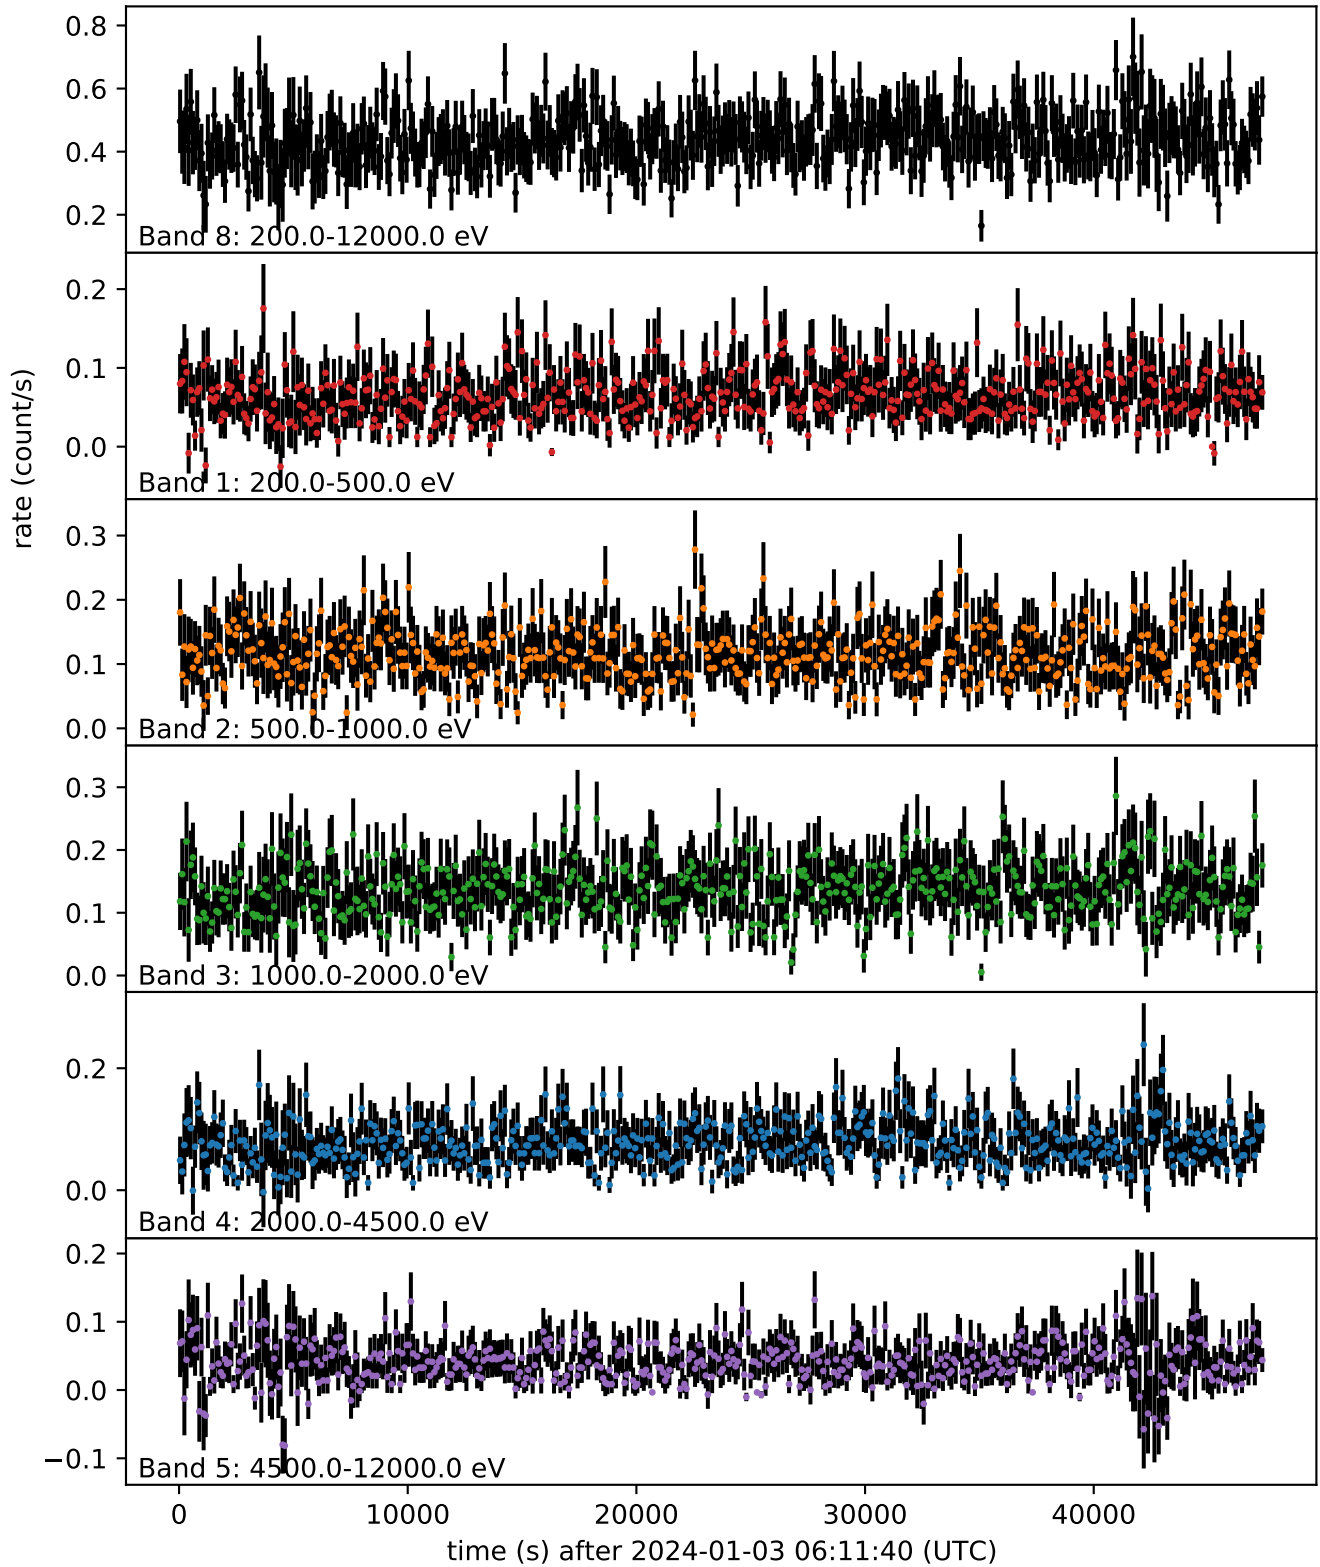 0.8
0.6
0.4
0.2
Band 8: 200.0-12000.0 eV
0.2
0.1
0.0
Band 1: 200.0-500.0 eV
rate (count/s)
0.3
0.2
0.1
0.0
Band 2: 500.0-1000.0 eV
0.3
0.2
0.1
0.0
Band 3: 1000.0-2000.0 eV
0.2
0.0
Band 4: 2000.0-4500.0 eV
0.2
0.1
0.0
−0.1
Band 5: 4500.0-12000.0 eV
0 10000 20000 30000 40000
time (s) after 2024-01-03 06:11:40 (UTC)